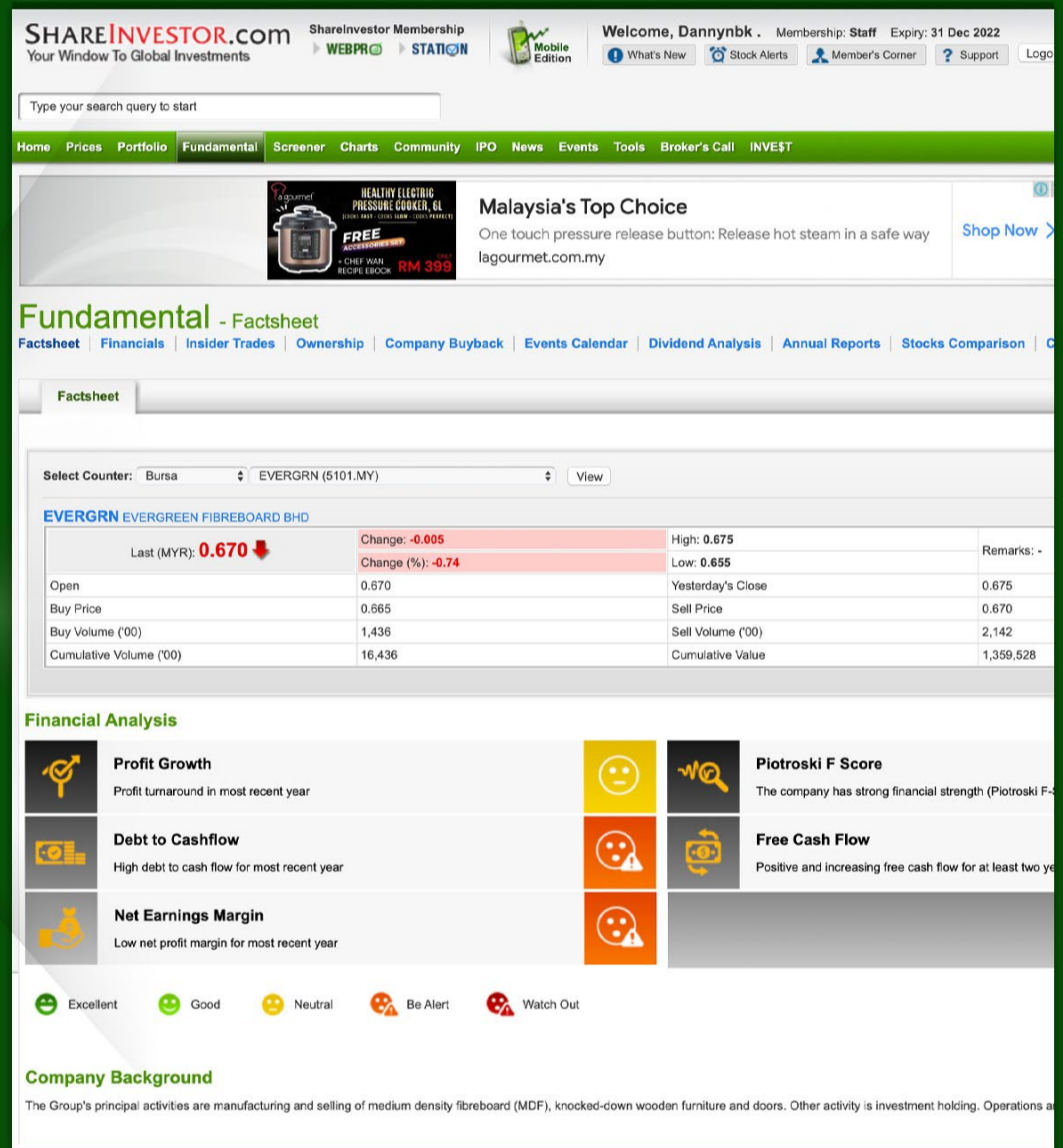 SHAREINVESTOR.com
Your Window To Global Investments
ShareInvestor Membership
WEBPRO STATION
Mobile Edition
Welcome, Dannynbk . Membership: Staff Expiry: 31 Dec 2022
What's New Stock Alerts Member's Corner ? Support Logo
Type your search query to start
Home Prices Portfolio Fundamental Screener Charts Community IPO News Events Tools Broker's Call INVE$T
lagourmet
HEALTHY ELECTRIC
PRESSURE COOKER, 6L
[COOKS FAST - COOKS SLOW - COOKS PERFECT]
FREE
ACCESSORIES SET
+ CHEF WAN
RECIPE EBOOK
ONLY
RM 399
Malaysia's Top Choice
One touch pressure release button: Release hot steam in a safe way
lagourmet.com.my
Shop Now
Fundamental - Factsheet
Factsheet | Financials | Insider Trades | Ownership | Company Buyback | Events Calendar | Dividend Analysis | Annual Reports | Stocks Comparison | C
Factsheet
Select Counter: Bursa EVERGRN (5101.MY) View
EVERGRN EVERGREEN FIBREBOARD BHD
Last (MYR): 0.670 Change: -0.005 High: 0.675 Remarks: -
Change (%): -0.74 Low: 0.655
Open 0.670 Yesterday's Close 0.675
Buy Price 0.665 Sell Price 0.670
Buy Volume ('00) 1,436 Sell Volume ('00) 2,142
Cumulative Volume ('00) 16,436 Cumulative Value 1,359,528
Financial Analysis
Profit Growth
Profit turnaround in most recent year
Piotroski F Score
The company has strong financial strength (Piotroski F-
Debt to Cashflow
High debt to cash flow for most recent year
Free Cash Flow
Positive and increasing free cash flow for at least two ye
Net Earnings Margin
Low net profit margin for most recent year
Excellent Good Neutral Be Alert Watch Out
Company Background
The Group's principal activities are manufacturing and selling of medium density fibreboard (MDF), knocked-down wooden furniture and doors. Other activity is investment holding. Operations a